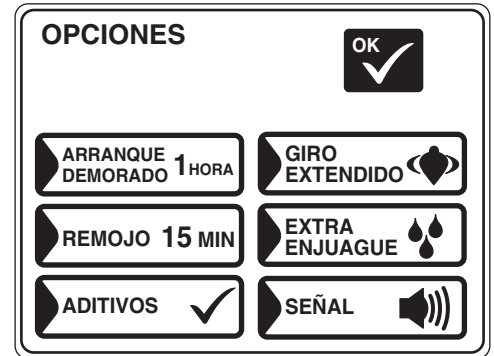 OPCIONES
OK
ARRANQUE
DEMORADO 1 HORA
GIRO
EXTENDIDO
REMOJO 15 MIN
EXTRA
ENJUAGUE
ADITIVOS
SEÑAL